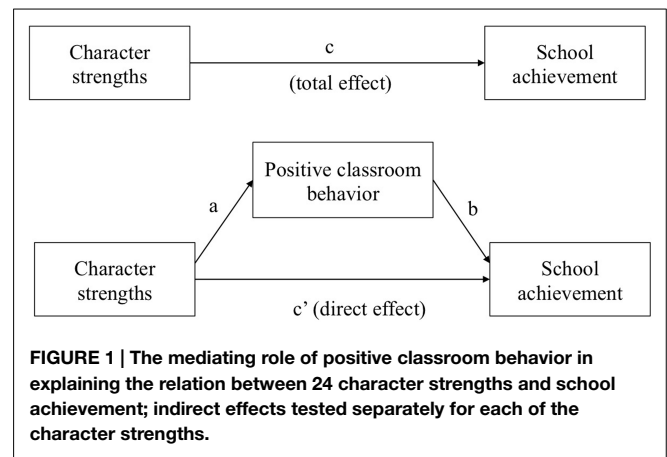 Character
strengths
c
(total effect)
School
achievement
Positive classroom
behavior
a
b
Character
strengths
c’ (direct effect)
School
achievement
FIGURE 1 | The mediating role of positive classroom behavior in
explaining the relation between 24 character strengths and school
achievement; indirect effects tested separately for each of the
character strengths.